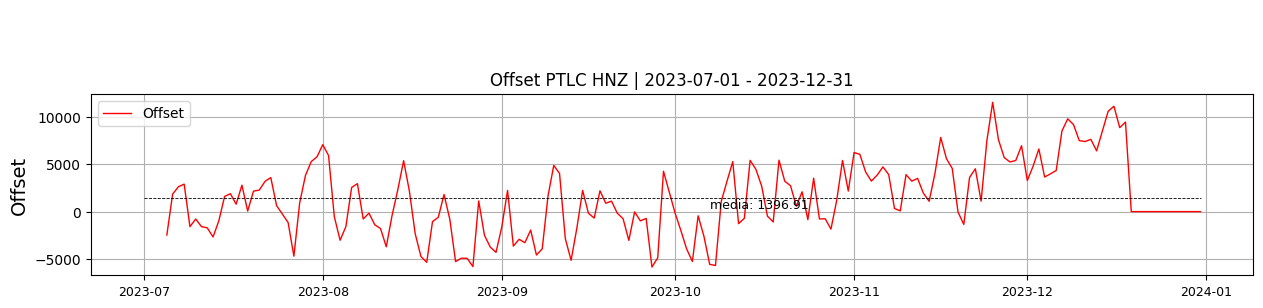 Offset PTLC HNZ | 2023-07-01 - 2023-12-31
Offset
Offset
10000
5000
0
−5000
media: 1396.91
2023-07
2023-08
2023-09
2023-10
2023-11
2023-12
2024-01